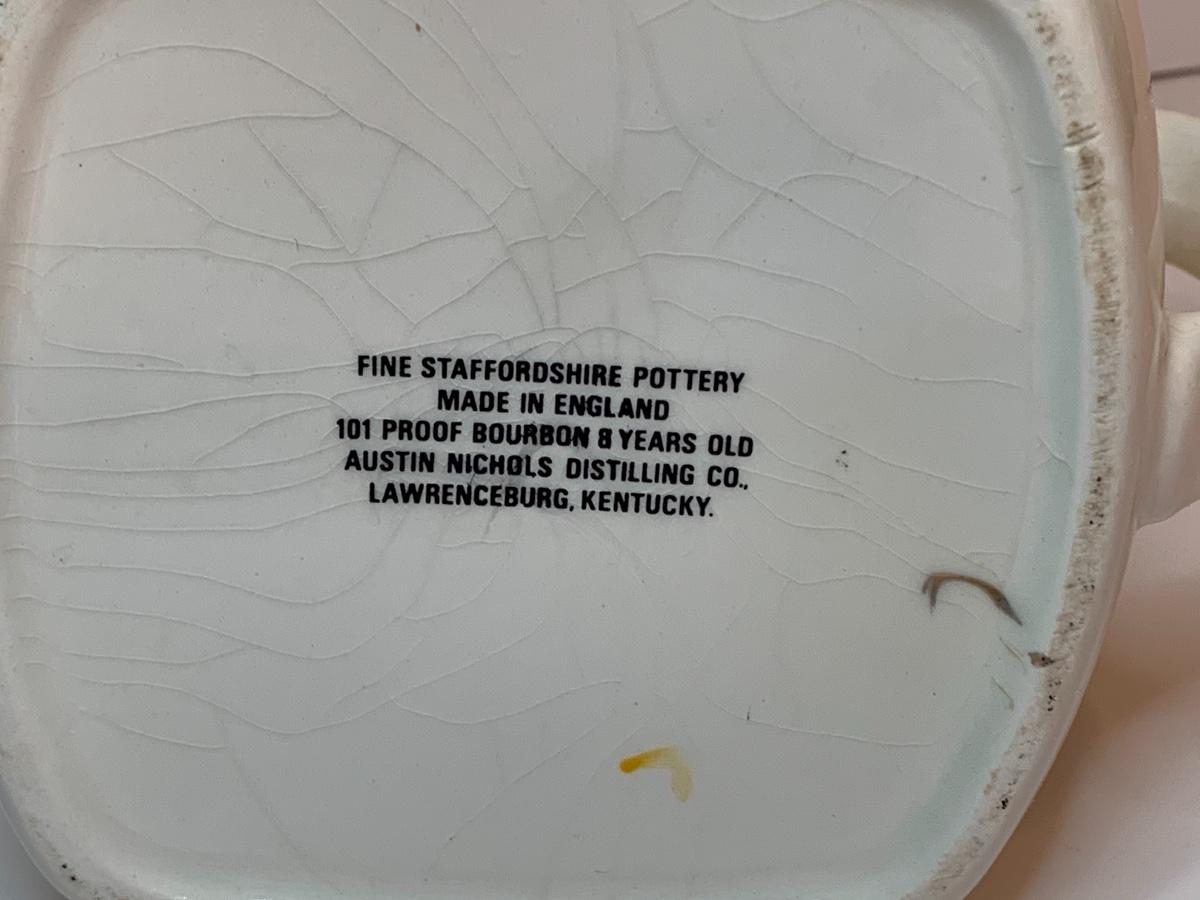 FINE STAFFORDSHIRE POTTERY
MADE IN ENGLAND
101 PROOF BOURBON 8 YEARS OLD
AUSTIN NICHOLS DISTILLING CO.,
LAWRENCEBURG, KENTUCKY.